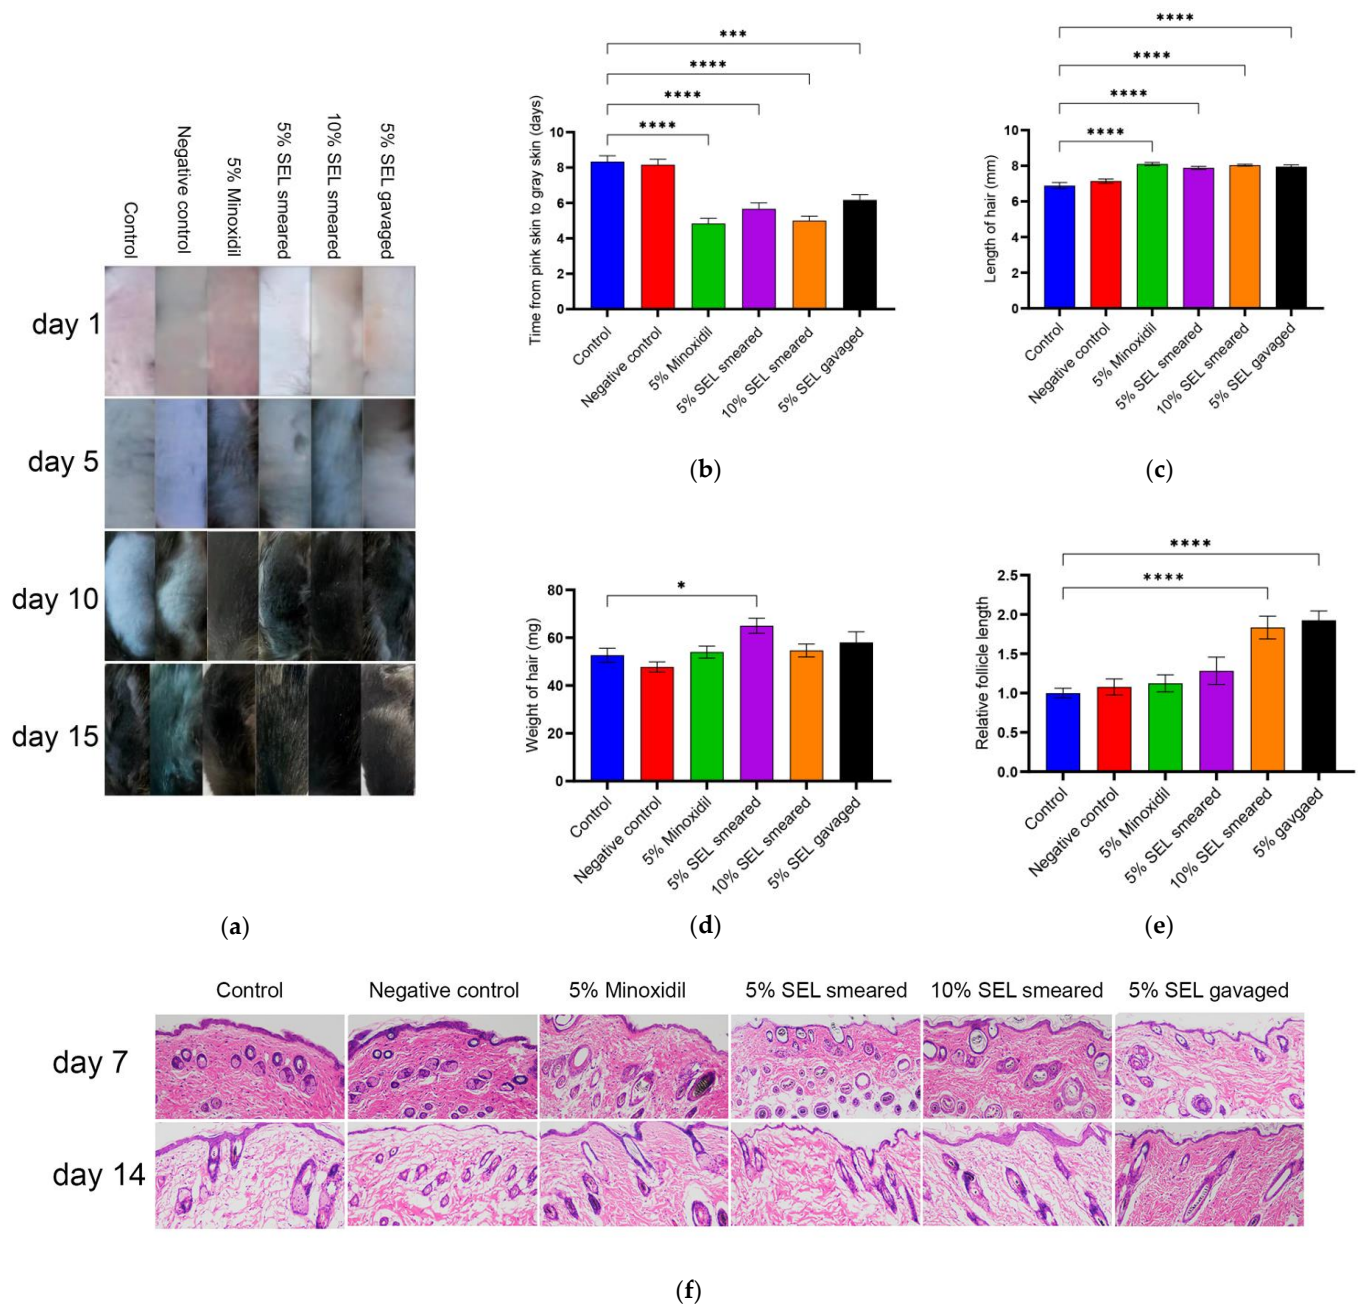 Control
Negative control
5% Minoxidil
5% SEL smeared
10% SEL smeared
5% SEL gavaged
day 1
day 5
day 10
day 15
(a)
***
****
****
****
Time from pink skin to gray skin (days)
10
8
6
4
2
0
Control
Negative control
5% Minoxidil
5% SEL smeared
10% SEL smeared
5% SEL gavaged
(b)
****
****
****
****
Length of hair (mm)
10
8
6
4
2
0
Control
Negative control
5% Minoxidil
5% SEL smeared
10% SEL smeared
5% SEL gavaged
(c)
*
Weight of hair (mg)
80
60
40
20
0
Control
Negative control
5% Minoxidil
5% SEL smeared
10% SEL smeared
5% SEL gavaged
(d)
****
****
Relative follicle length
2.5
2.0
1.5
1.0
0.5
0.0
Control
Negative control
5% Minoxidil
5% SEL smeared
10% SEL smeared
5% gavgaed
(e)
Control Negative control 5% Minoxidil 5% SEL smeared 10% SEL smeared 5% SEL gavaged
day 7
day 14
(f)